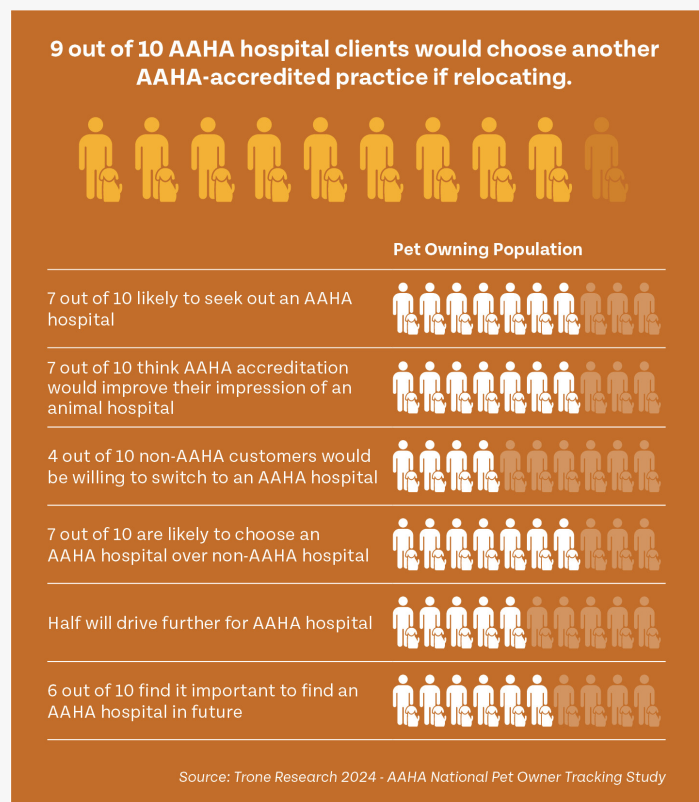 9 out of 10 AAHA hospital clients would choose another
AAHA-accredited practice if relocating.
Pet Owning Population
7 out of 10 likely to seek out an AAHA
hospital
7 out of 10 think AAHA accreditation
would improve their impression of an
animal hospital
4 out of 10 non-AAHA customers would
be willing to switch to an AAHA hospital
7 out of 10 are likely to choose an
AAHA hospital over non-AAHA hospital
Half will drive further for AAHA hospital
6 out of 10 find it important to find an
AAHA hospital in future
Source: Trone Research 2024 - AAHA National Pet Owner Tracking Study